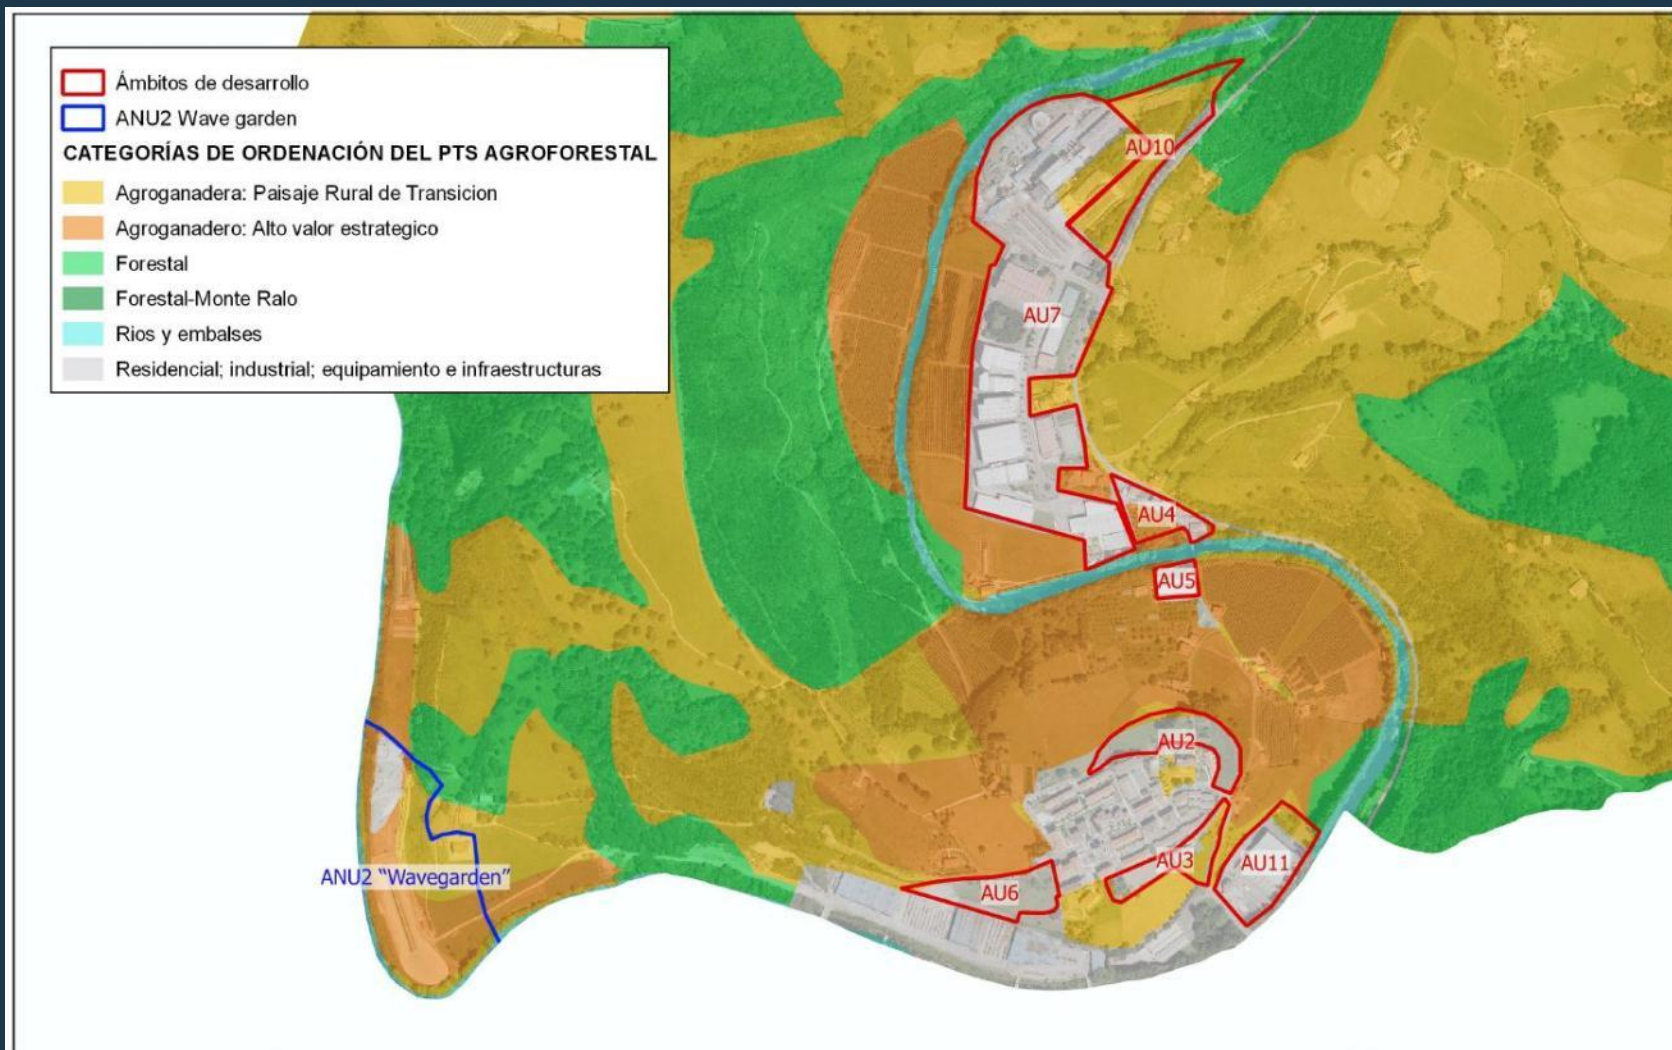 Ámbitos de desarrollo
ANU2 Wave garden
CATEGORÍAS DE ORDENACIÓN DEL PTS AGROFORESTAL
Agroganadera: Paisaje Rural de Transicion
Agroganadero: Alto valor estrategico
Forestal
Forestal-Monte Ralo
Rios y embalses
Residencial; industrial; equipamiento e infraestructuras
AU10
AU7
AU4
AU5
AU2
AU3
AU11
ANU2 "Wavegarden"
AU6